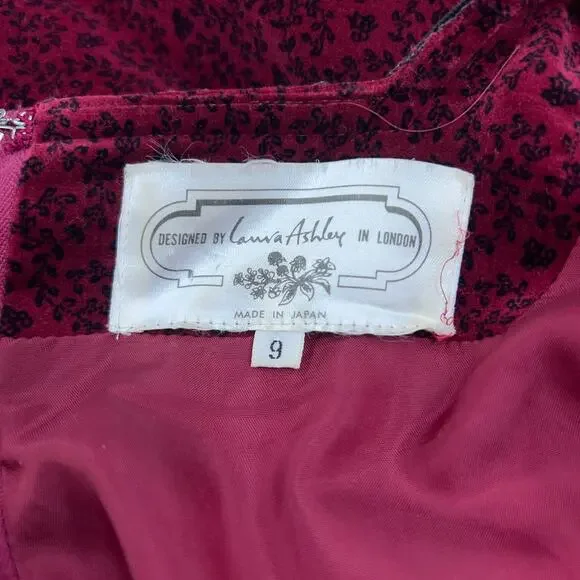 DESIGNED BY Laura Ashley IN LONDON
MADE IN JAPAN
9